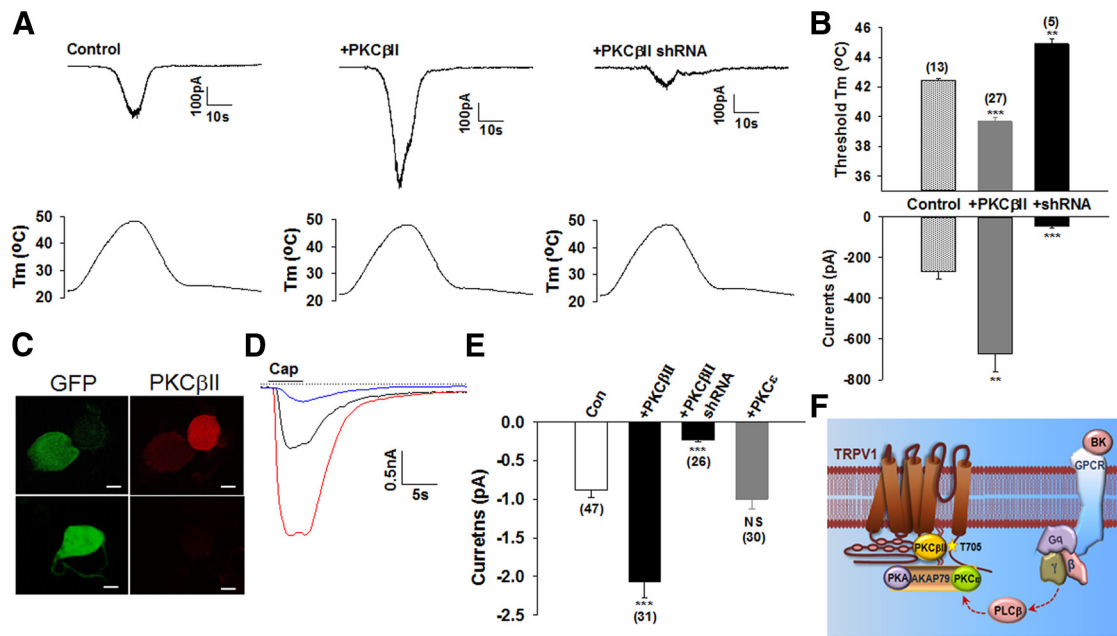 A
Control
100pA
10s
+PKCβII
100pA
10s
+PKCβII shRNA
100pA
10s
Tm (ºC)
50
40
30
20
Tm (ºC)
50
40
30
20
Tm (ºC)
50
40
30
20
B
Threshold Tm (ºC)
46
44
42
40
38
36
(13)
(27)
***
(5)
**
Control +PKCβII +shRNA
Currents (pA)
0
-200
-400
-600
-800
**
***
C
GFP
PKCβII
D
Cap
0.5nA
5s
E
Con
+PKCβII
+PKCβII
shRNA
+PKCε
Curretns (pA)
0.0
-0.5
-1.0
-1.5
-2.0
-2.5
(47)
***
(31)
***
(26)
NS
(30)
F
TRPV1
BK
GPCR
PKCβII
T705
Gq
γ
β
PKA
AKAP79
PKCε
PLCβ